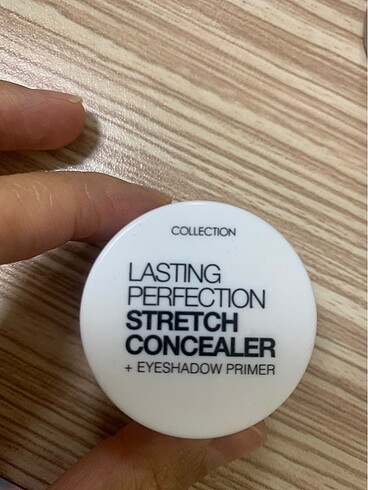 COLLECTION
LASTING
PERFECTION
STRETCH
CONCEALER
+ EYESHADOW PRIMER